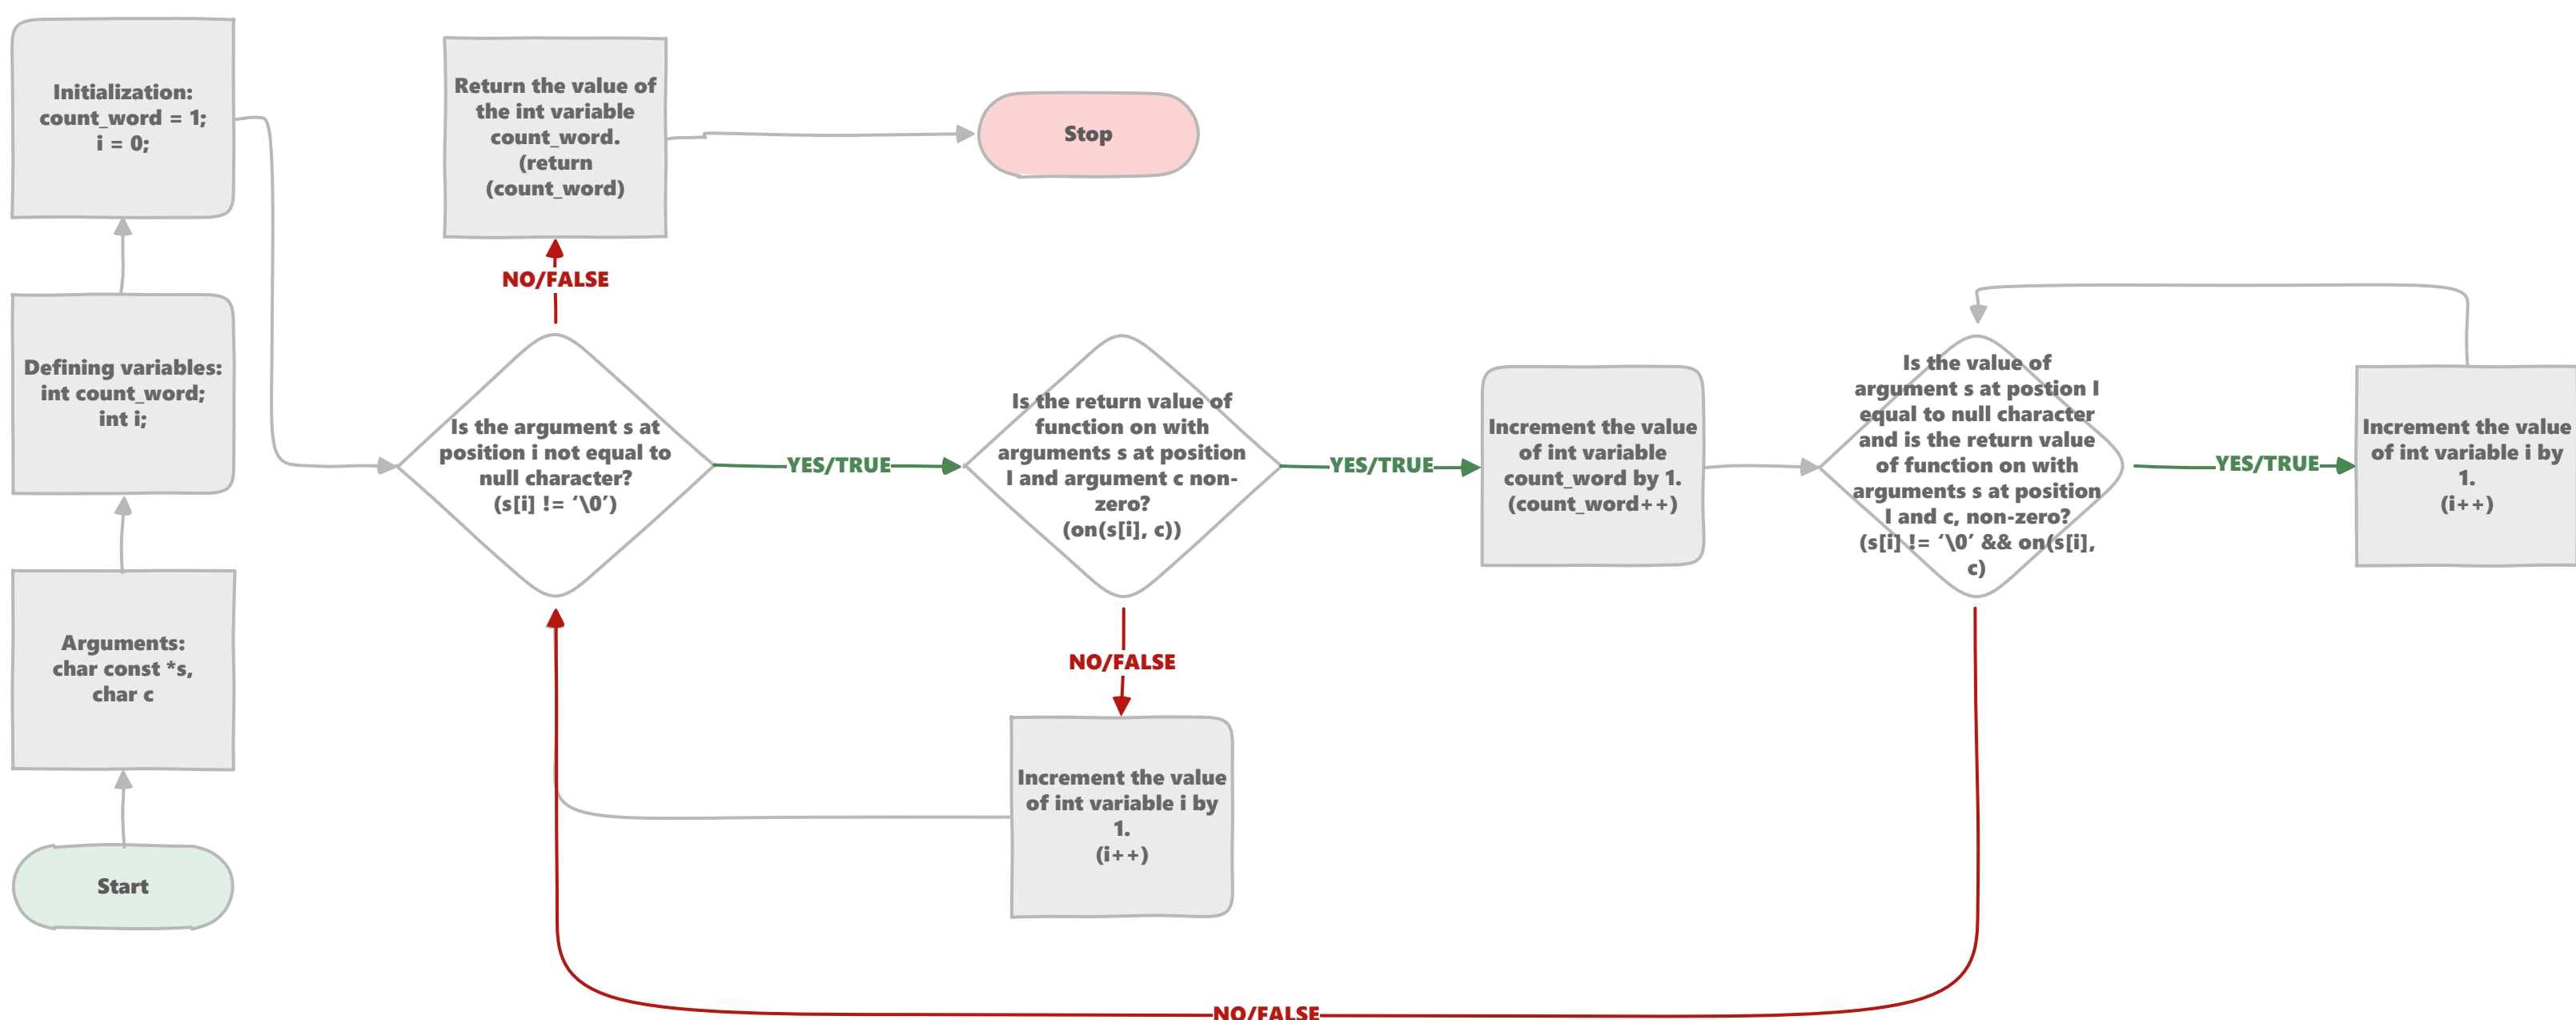 Start
Arguments:
char const *s,
char c
Defining variables:
int count_word;
int i;
Initialization:
count_word = 1;
i = 0;
Is the argument s at
position i not equal to
null character?
(s[i] != ‘\0’)
NO/FALSE
Return the value of
the int variable
count_word.
(return
(count_word)
Stop
YES/TRUE
Is the return value of
function on with
arguments s at position
I and argument c non-
zero?
(on(s[i], c))
NO/FALSE
Increment the value
of int variable i by
1.
(i++)
YES/TRUE
Increment the value
of int variable
count_word by 1.
(count_word++)
Is the value of
argument s at postion I
equal to null character
and is the return value
of function on with
arguments s at position
I and c, non-zero?
(s[i] != ‘\0’ && on(s[i],
c)
YES/TRUE
Increment the value
of int variable i by
1.
(i++)
NO/FALSE